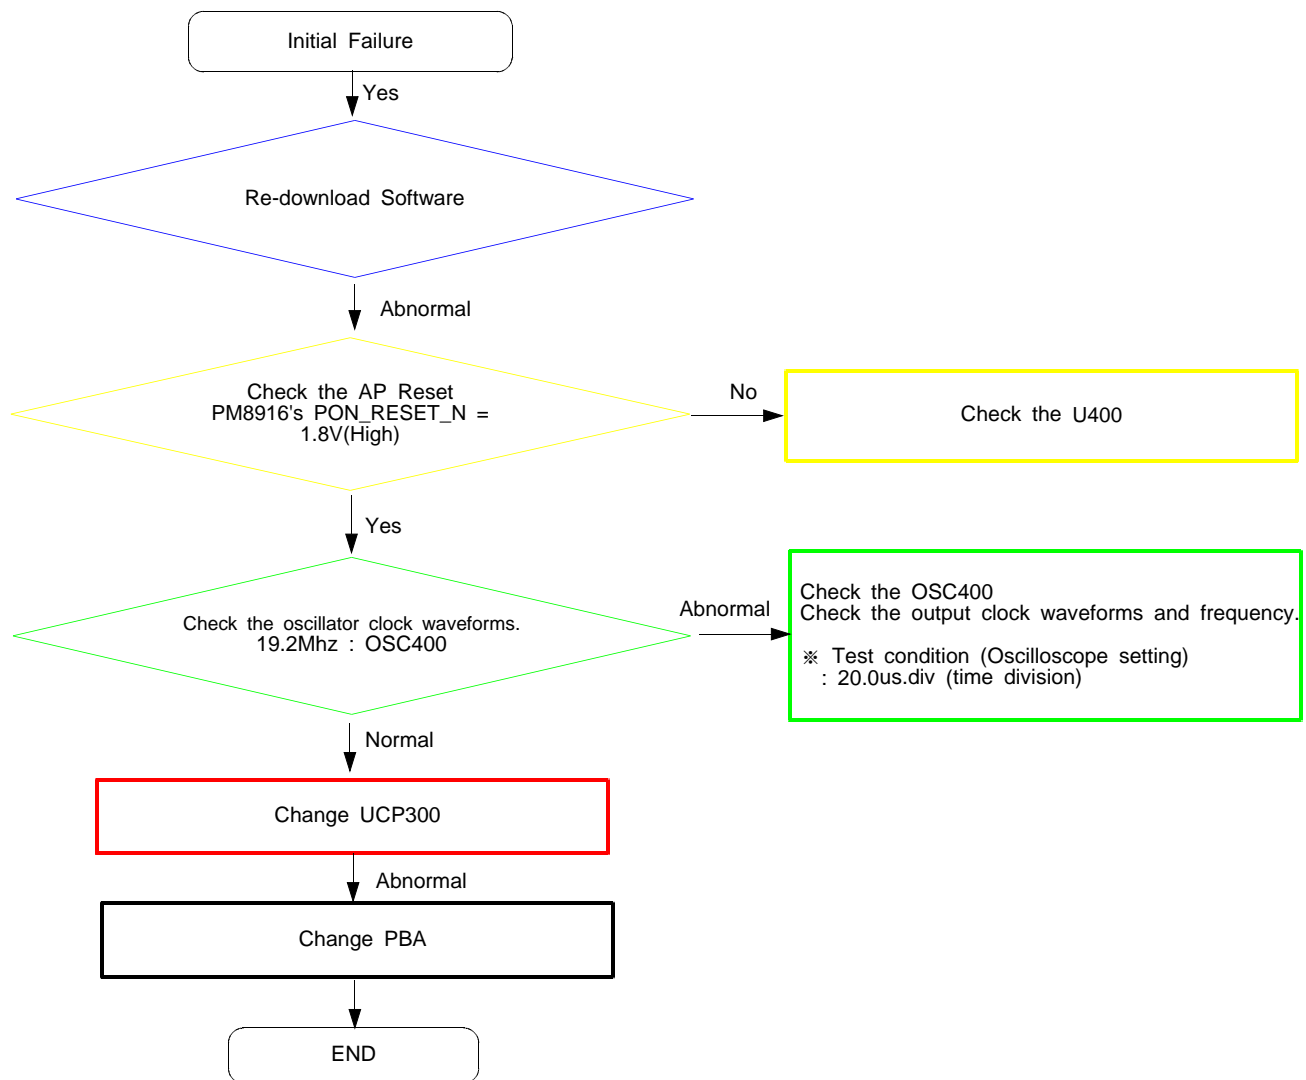 Initial Failure
Yes
Re-download Software
Abnormal
Check the AP Reset
PM8916's PON_RESET_N =
1.8V(High)
No
Check the U400
Yes
Check the oscillator clock waveforms.
19.2Mhz : OSC400
Abnormal
Check the OSC400
Check the output clock waveforms and frequency.
※ Test condition (Oscilloscope setting)
: 20.0us.div (time division)
Normal
Change UCP300
Abnormal
Change PBA
END